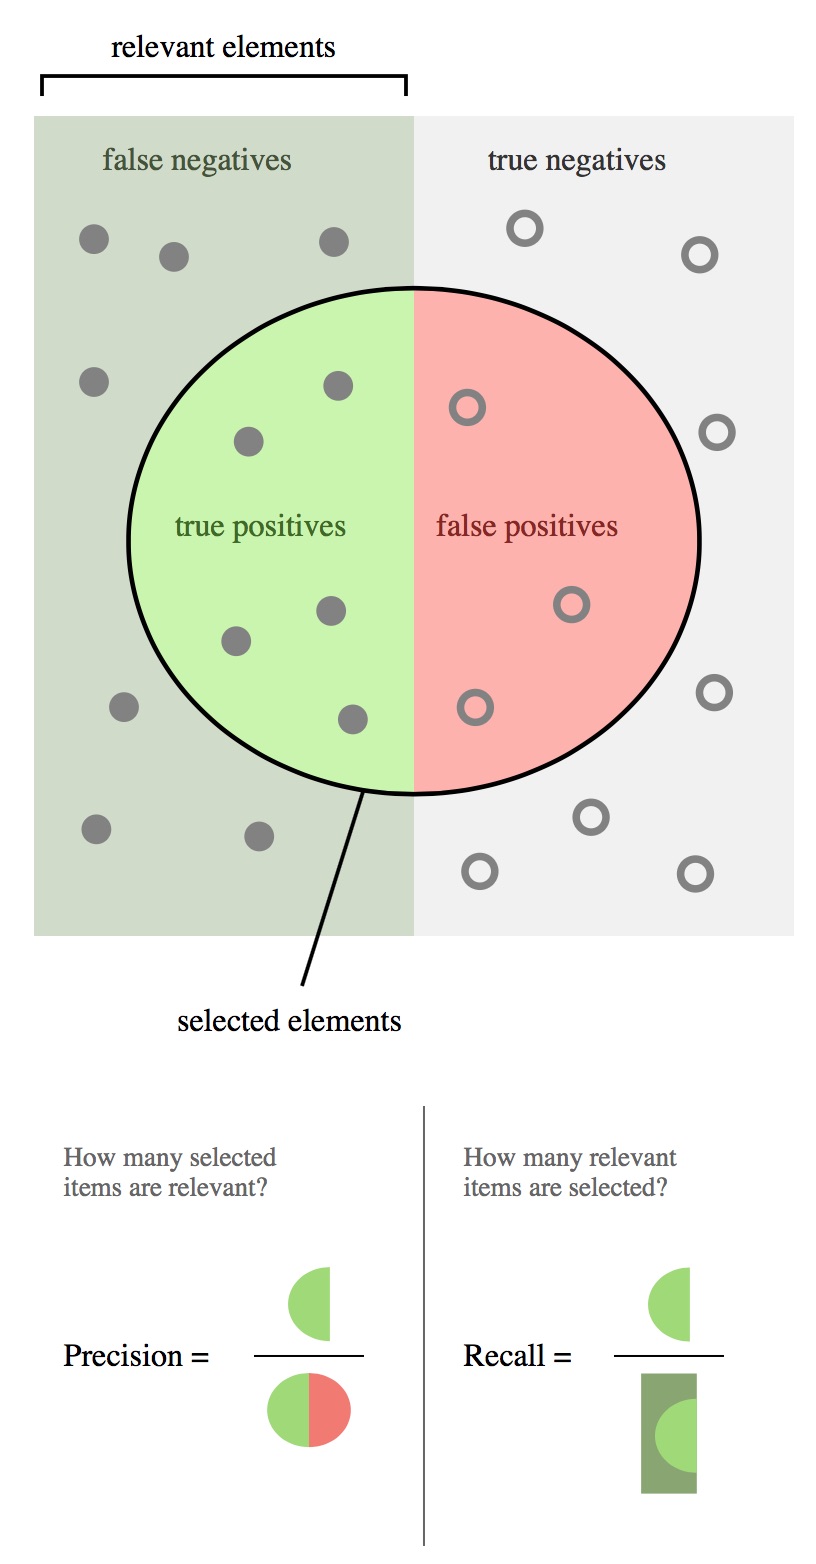 relevant elements
false negatives
true negatives
true positives
false positives
selected elements
How many selected
items are relevant?
How many relevant
items are selected?
Precision =
Recall =